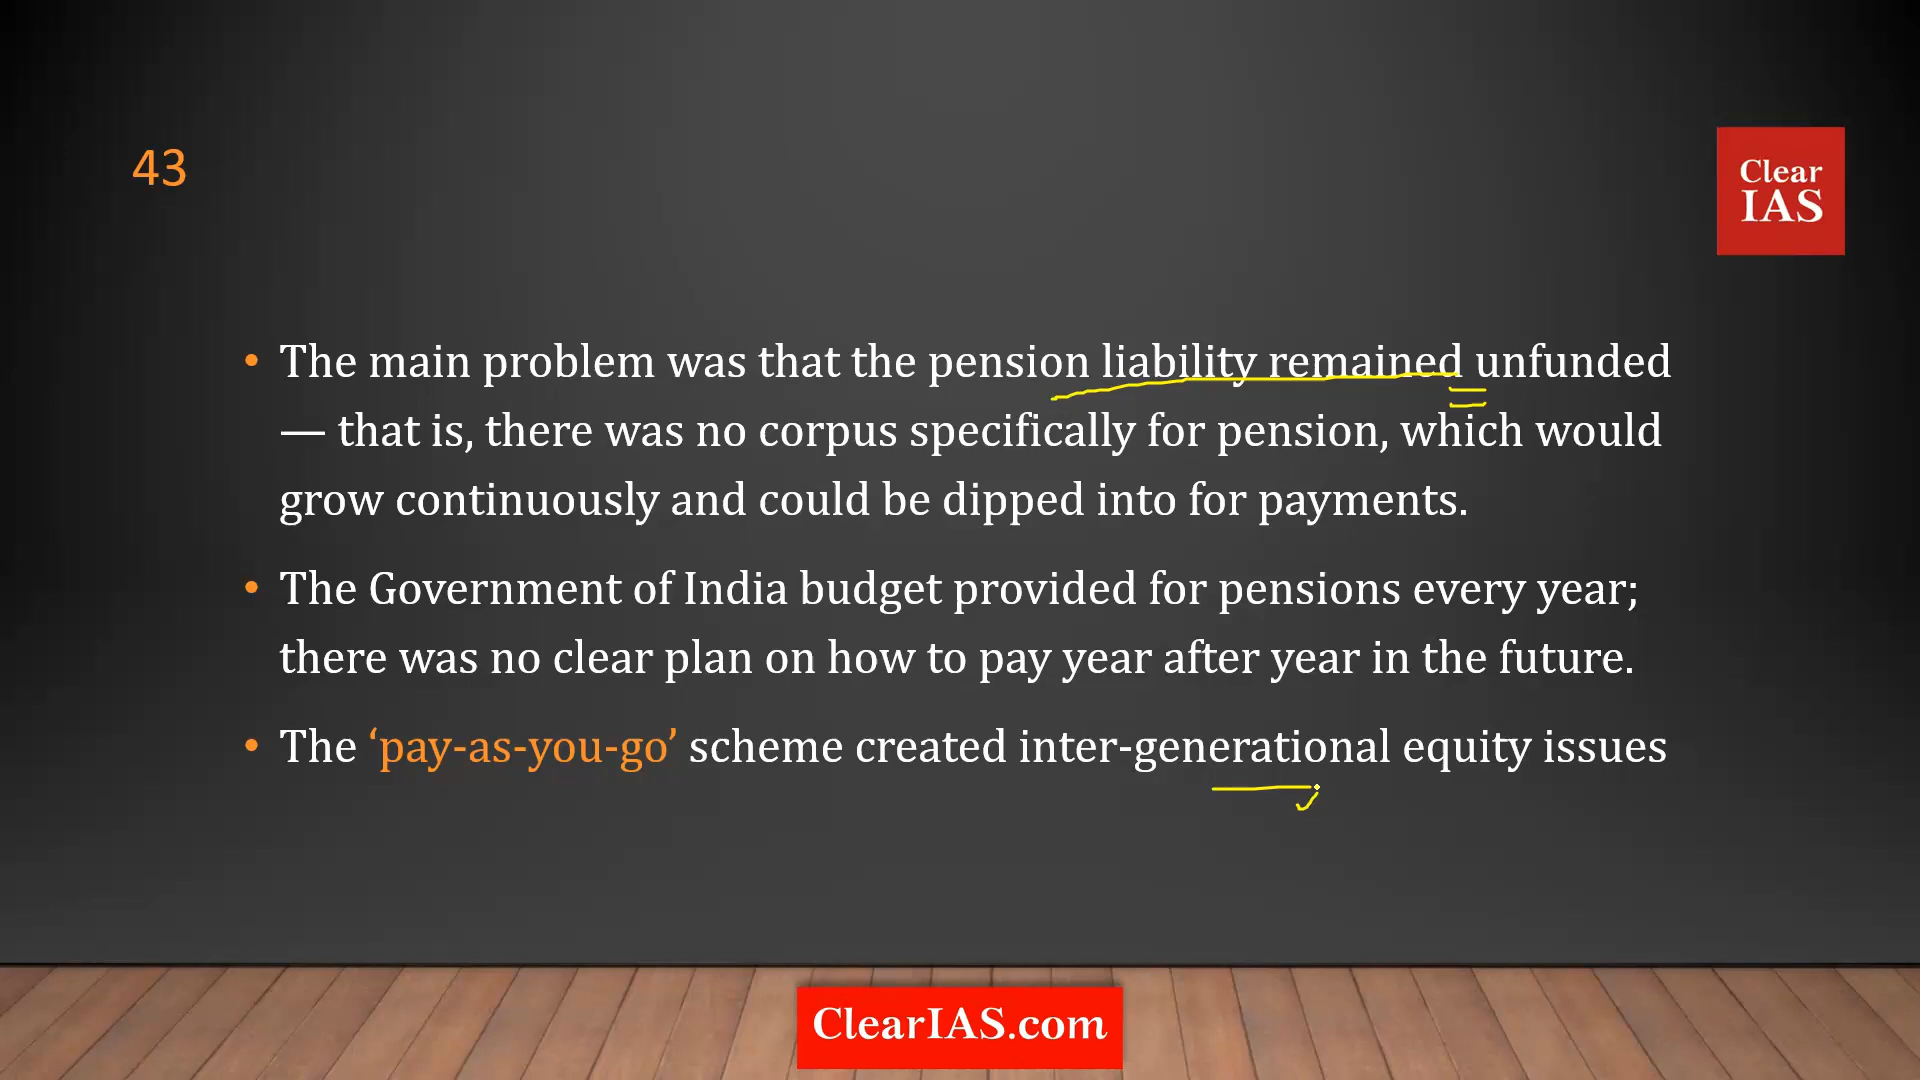 43
Clear
IAS
• The main problem was that the pension liability remained unfunded
— that is, there was no corpus specifically for pension, which would
grow continuously and could be dipped into for payments.
• The Government of India budget provided for pensions every year;
there was no clear plan on how to pay year after year in the future.
• The ‘pay-as-you-go’ scheme created inter-generational equity issues
ClearIAS.com